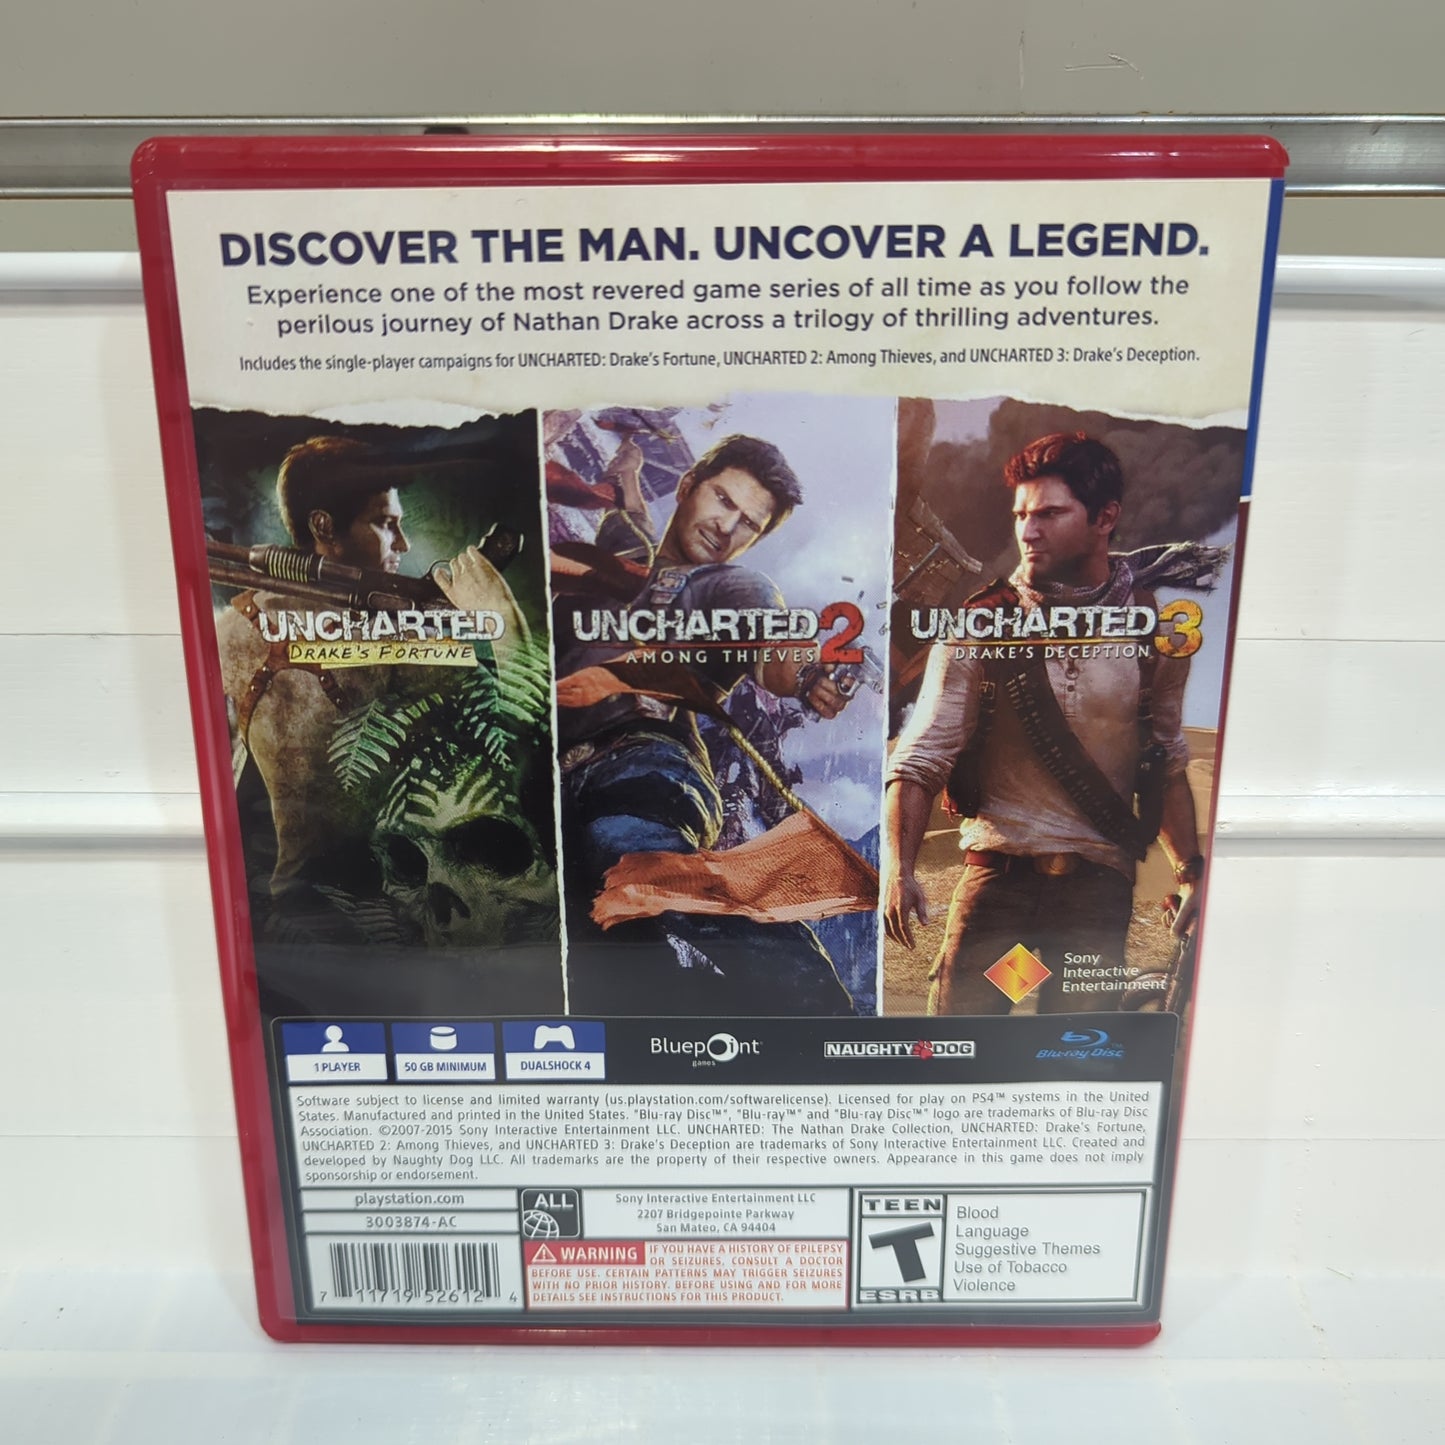 DISCOVER THE MAN. UNCOVER A LEGEND.
Experience one of the most revered game series of all time as you follow the
perilous journey of Nathan Drake across a trilogy of thrilling adventures.
Includes the single-player campaigns for UNCHARTED: Drake's Fortune, UNCHARTED 2: Among Thieves, and UNCHARTED 3: Drake's Deception.
UNCHARTED
DRAKE'S FORTUNE
UNCHARTED 2
AMONG THIEVES
UNCHARTED 3
DRAKE'S DECEPTION
Sony
Interactive
Entertainment
1 PLAYER
50 GB MINIMUM
DUALSHOCK 4
Bluepoint
games
NAUGHTY DOG
Blu-ray Disc™
Software subject to license and limited warranty (us.playstation.com/softwarelicense). Licensed for play on PS4™ systems in the United
States. Manufactured and printed in the United States. "Blu-ray Disc™", "Blu-ray™" and "Blu-ray Disc™" logo are trademarks of Blu-ray Disc
Association. ©2007-2015 Sony Interactive Entertainment LLC. UNCHARTED: The Nathan Drake Collection, UNCHARTED: Drake's Fortune,
UNCHARTED 2: Among Thieves, and UNCHARTED 3: Drake's Deception are trademarks of Sony Interactive Entertainment LLC. Created and
developed by Naughty Dog LLC. All trademarks are the property of their respective owners. Appearance in this game does not imply
sponsorship or endorsement.
playstation.com
3003874-AC
7 11719 52612 4
ALL
Sony Interactive Entertainment LLC
2207 Bridgepointe Parkway
San Mateo, CA 94404
WARNING IF YOU HAVE A HISTORY OF EPILEPSY
OR SEIZURES, CONSULT A DOCTOR
BEFORE USE. CERTAIN PATTERNS MAY TRIGGER SEIZURES
WITH NO PRIOR HISTORY. BEFORE USING AND FOR MORE
DETAILS SEE INSTRUCTIONS FOR THIS PRODUCT.
TEEN
T
ESRB
Blood
Language
Suggestive Themes
Use of Tobacco
Violence